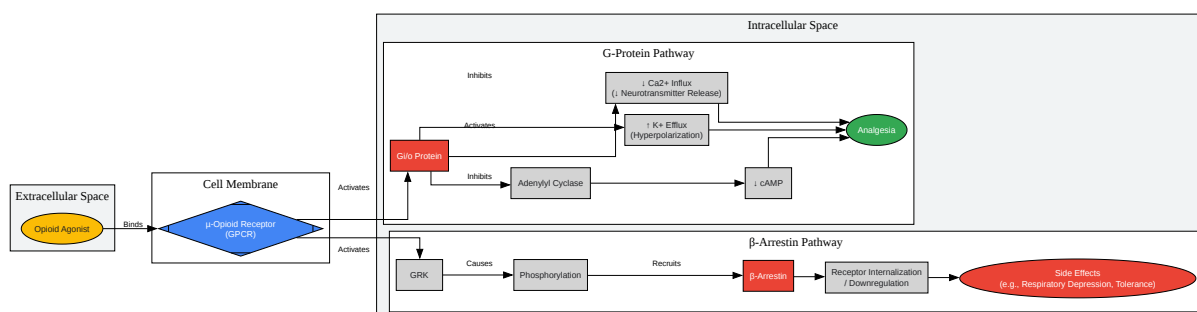 Intracellular Space
G-Protein Pathway
Inhibits
↓ Ca2+ Influx
(↓ Neurotransmitter Release)
Activates
↑ K+ Efflux
(Hyperpolarization)
Analgesia
Gi/o Protein
Inhibits
Adenylyl Cyclase
↓ cAMP
Extracellular Space
Opioid Agonist
Binds
Cell Membrane
μ-Opioid Receptor
(GPCR)
Activates
Activates
β-Arrestin Pathway
GRK
Causes
Phosphorylation
Recruits
β-Arrestin
Receptor Internalization
/ Downregulation
Side Effects
(e.g., Respiratory Depression, Tolerance)